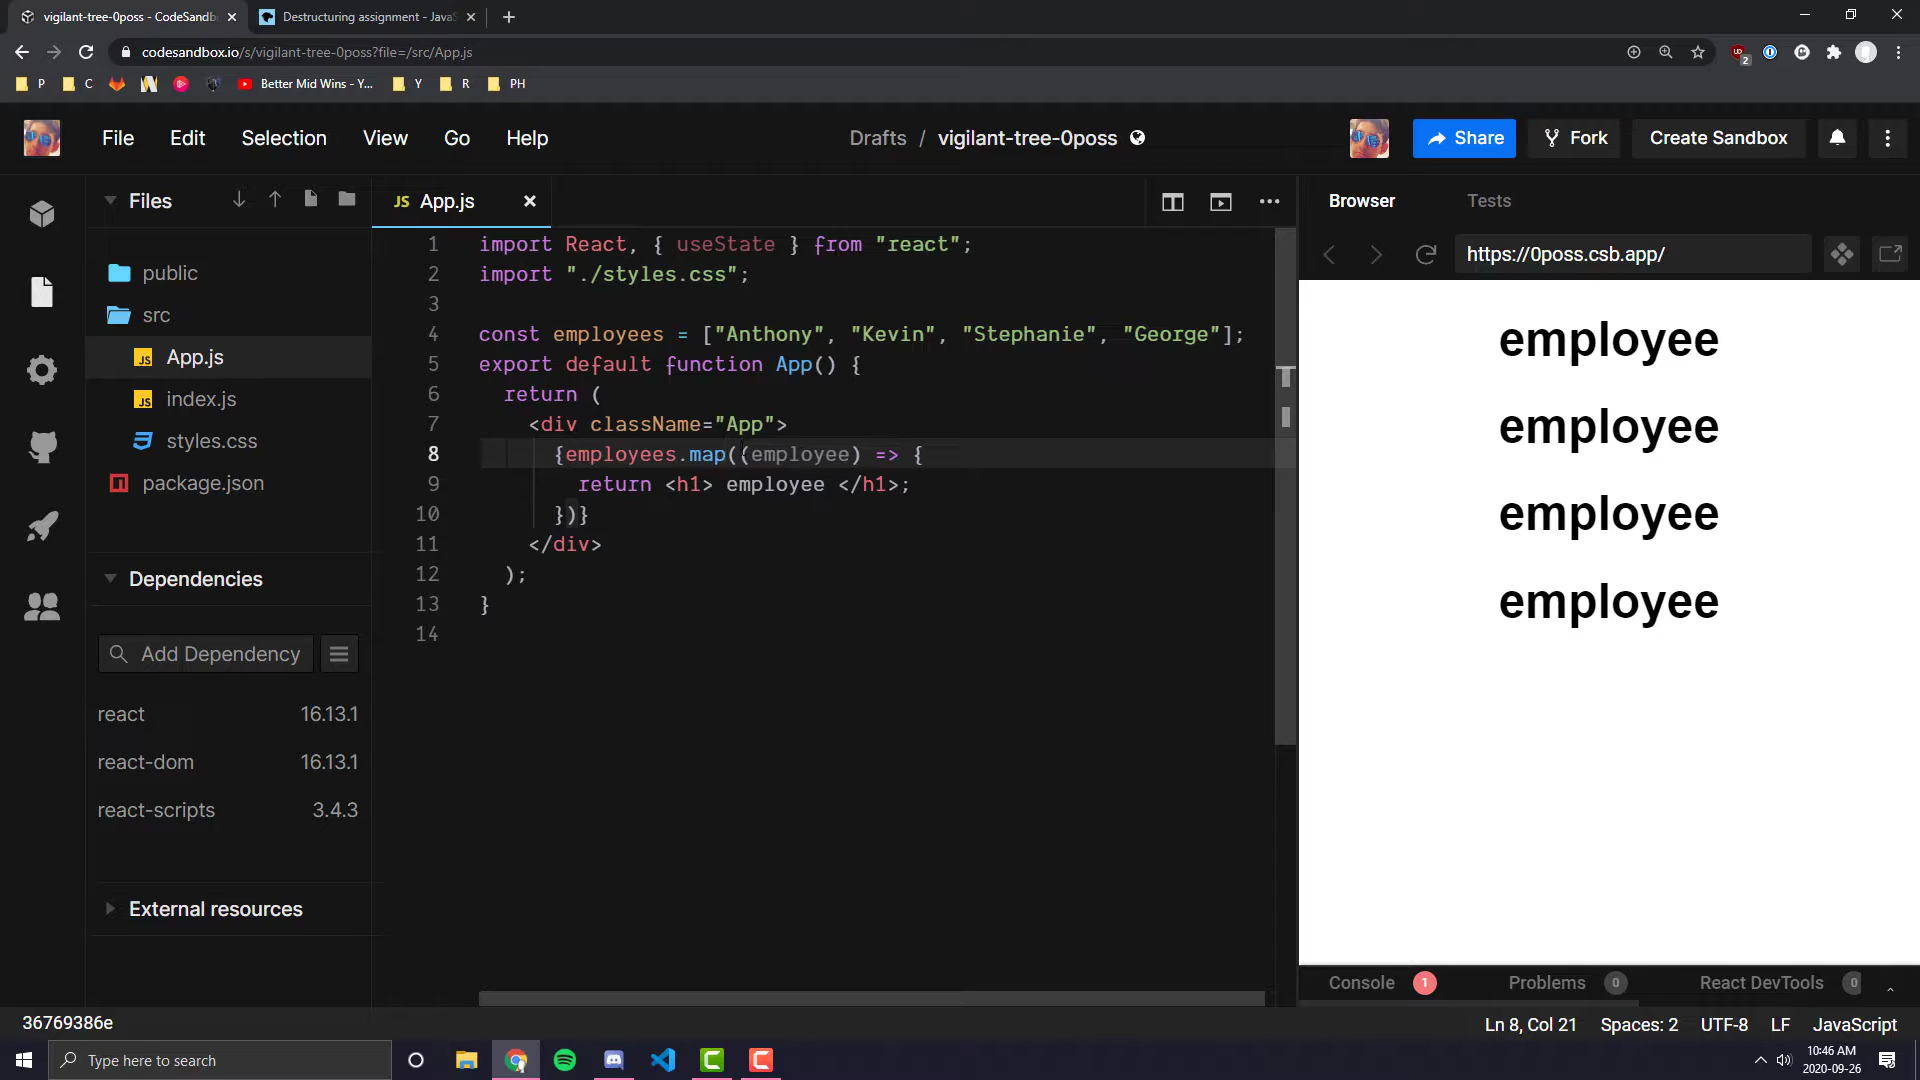 vigilant-tree-0poss - CodeSandb
Destructuring assignment - JavaS
codesandbox.io/s/vigilant-tree-0poss?file=/src/App.js
2
P
C
Better Mid Wins - Y...
Y
R
PH
File
Edit
Selection
View
Go
Help
Drafts / vigilant-tree-0poss
Share
Fork
Create Sandbox
Files
JS App.js
Browser
Tests
https://0poss.csb.app/
public
src
JS App.js
JS index.js
styles.css
package.json
1 import React, { useState } from "react";
2 import "./styles.css";
3
4 const employees = ["Anthony", "Kevin", "Stephanie", "George"];
5 export default function App() {
6 return (
7 <div className="App">
8 {employees.map((employee) => {
9 return <h1> employee </h1>;
10 })}
11 </div>
12 );
13 }
14
employee
employee
employee
employee
Dependencies
Add Dependency
react 16.13.1
react-dom 16.13.1
react-scripts 3.4.3
External resources
Console 1
Problems 0
React DevTools 0
36769386e
Ln 8, Col 21
Spaces: 2
UTF-8
LF
JavaScript
Type here to search
10:46 AM
2020-09-26